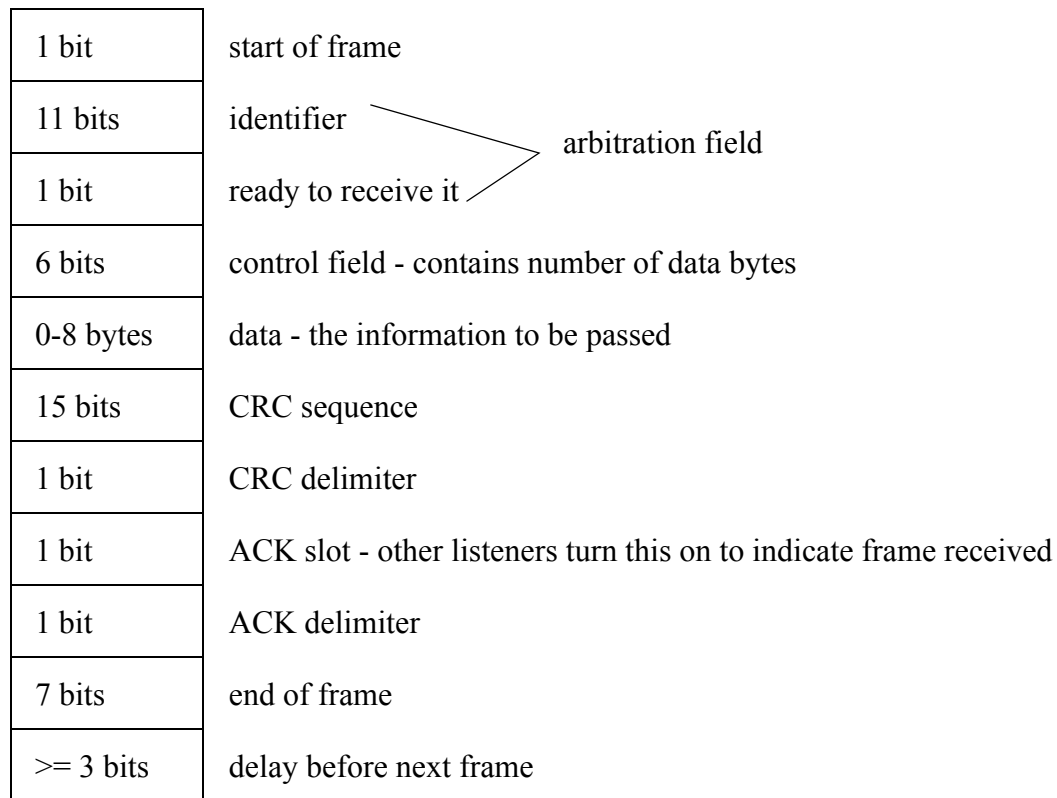 1 bit start of frame
11 bits identifier
arbitration field
1 bit ready to receive it
6 bits control field - contains number of data bytes
0-8 bytes data - the information to be passed
15 bits CRC sequence
1 bit CRC delimiter
1 bit ACK slot - other listeners turn this on to indicate frame received
1 bit ACK delimiter
7 bits end of frame
>= 3 bits delay before next frame